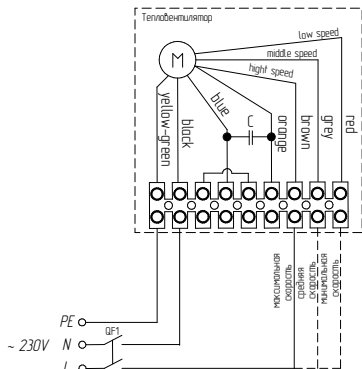 Тепловентилятор
low speed
middle speed
hight speed
M
yellow-green
black
blue
C
orange
brown
grey
red
максимальная
скорость
средняя
скорость
минимальная
скорость
PE
QF1
~ 230V N
L